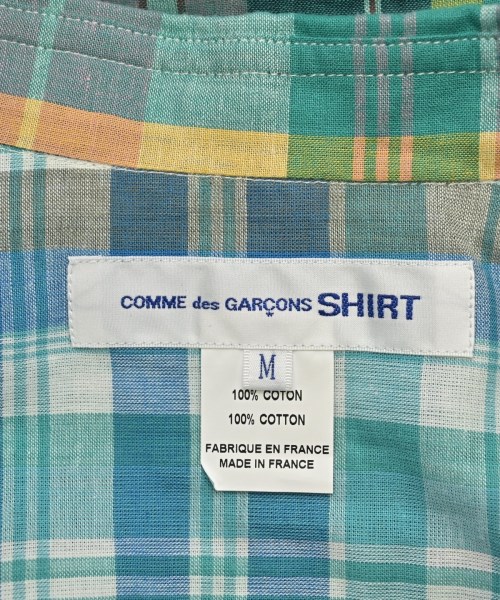 COMME des GARÇONS SHIRT
M
100% COTON
100% COTTON
FABRIQUE EN FRANCE
MADE IN FRANCE